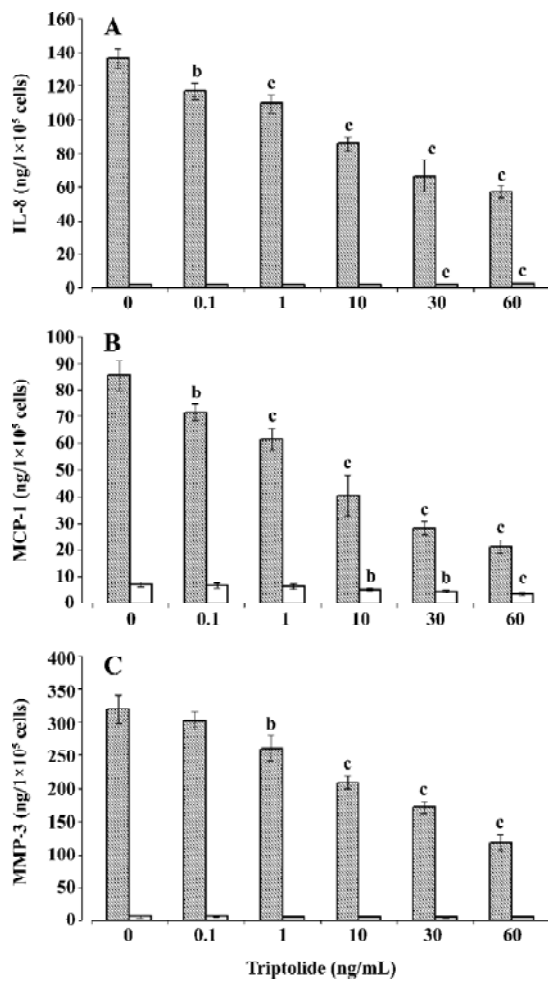 A
IL-8 (ng/1×10⁵ cells)
160
140
120
100
80
60
40
20
0
b
c
c
c
c
c
c
0 0.1 1 10 30 60
B
MCP-1 (ng/1×10⁵ cells)
100
90
80
70
60
50
40
30
20
10
0
b
c
c
c
c
b
b
c
0 0.1 1 10 30 60
C
MMP-3 (ng/1×10⁵ cells)
400
350
300
250
200
150
100
50
0
b
c
c
c
0 0.1 1 10 30 60
Triptolide (ng/mL)